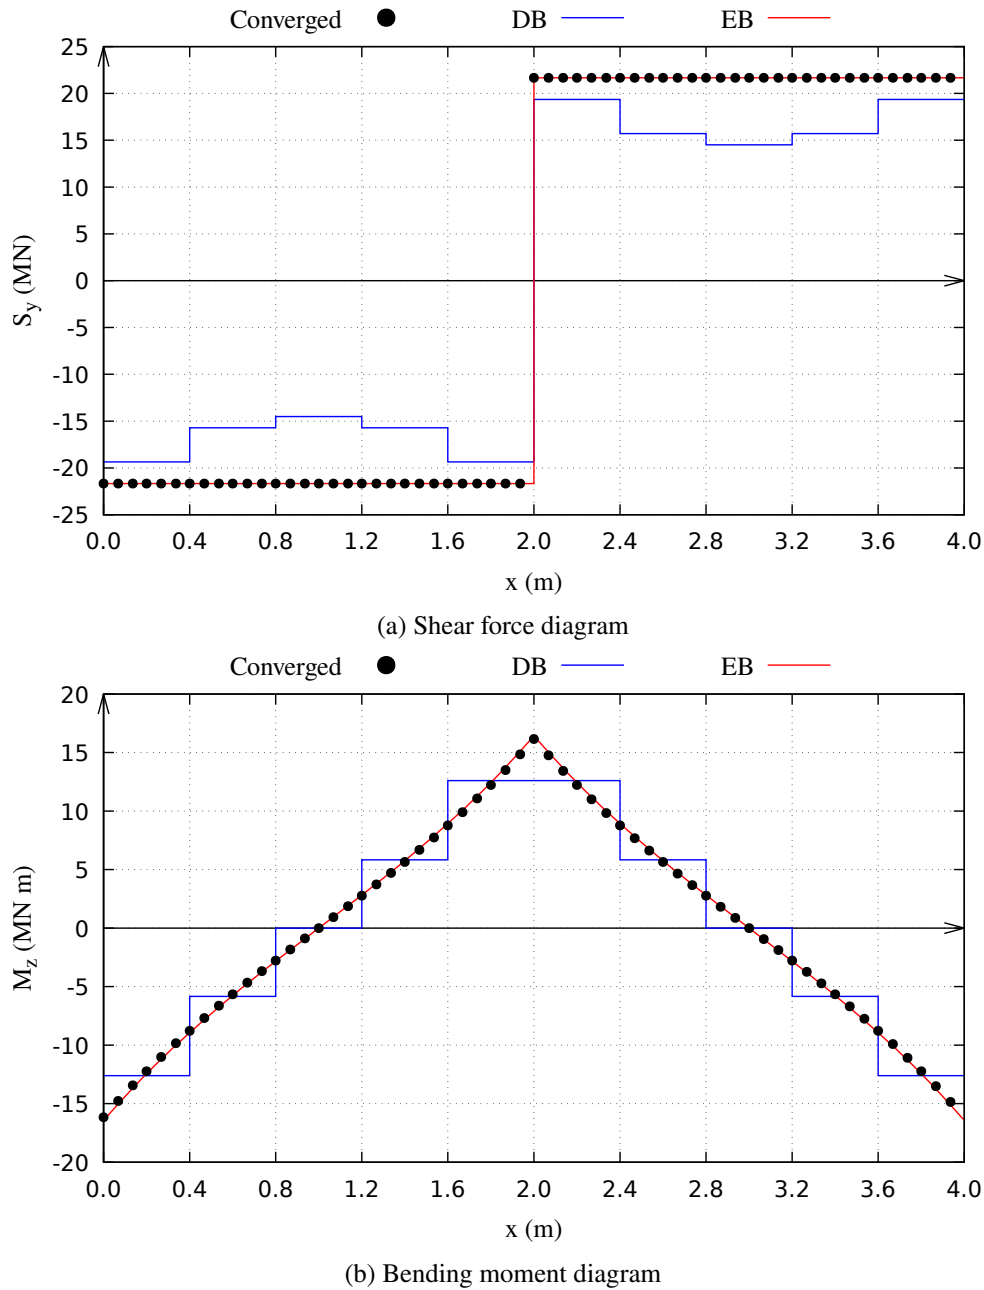 Converged DB EB
25
20
15
10
5
0
-5
-10
-15
-20
-25
S_y (MN)
0.0 0.4 0.8 1.2 1.6 2.0 2.4 2.8 3.2 3.6 4.0
x (m)
(a) Shear force diagram
Converged DB EB
20
15
10
5
0
-5
-10
-15
-20
M_z (MN m)
0.0 0.4 0.8 1.2 1.6 2.0 2.4 2.8 3.2 3.6 4.0
x (m)
(b) Bending moment diagram